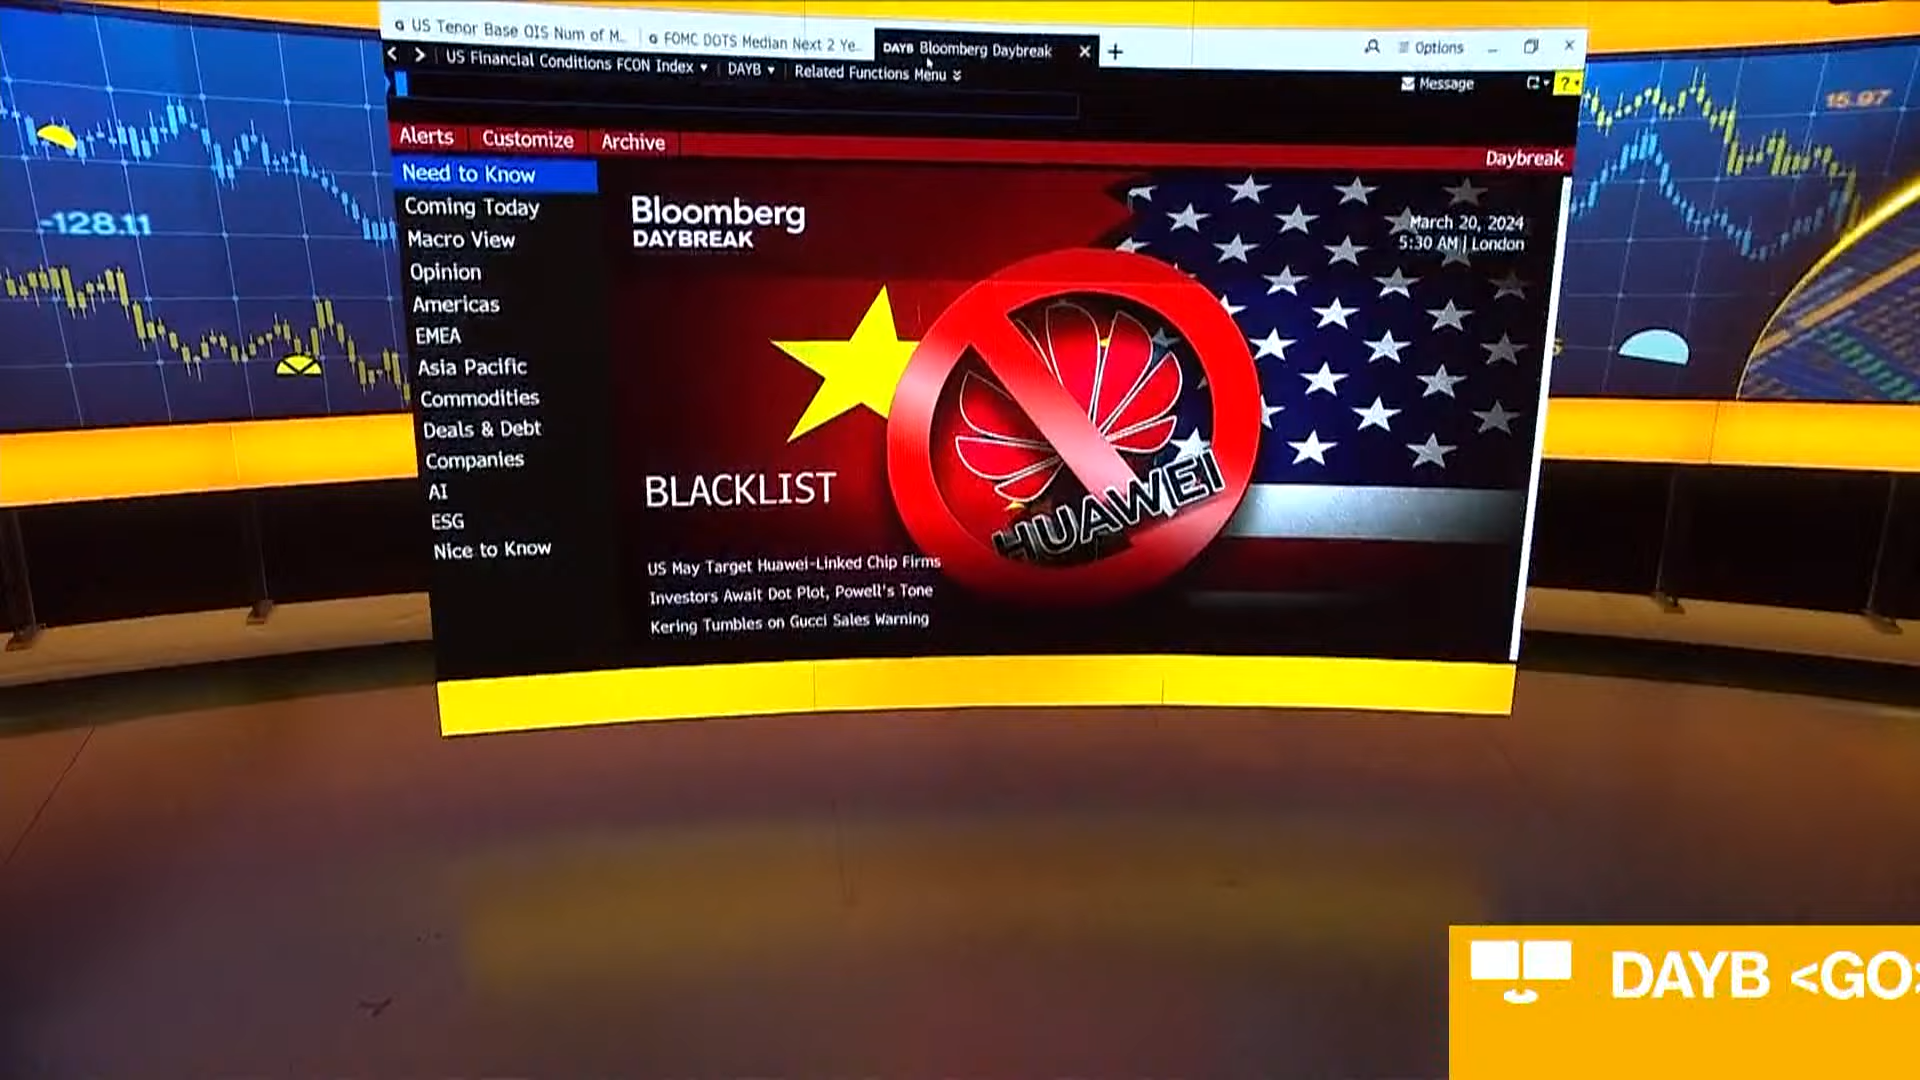 US Tenor Base OIS Num of M...
FOMC DOTS Median Next 2 Ye...
DAYB Bloomberg Daybreak
Options
US Financial Conditions FCON Index
DAYB
Related Functions Menu
Message
?
Alerts
Customize
Archive
Daybreak
Need to Know
Coming Today
Macro View
Opinion
Americas
EMEA
Asia Pacific
Commodities
Deals & Debt
Companies
AI
ESG
Nice to Know
Bloomberg
DAYBREAK
March 20, 2024
5:30 AM | London
HUAWEI
BLACKLIST
US May Target Huawei-Linked Chip Firms
Investors Await Dot Plot, Powell's Tone
Kering Tumbles on Gucci Sales Warning
-128.11
15.97
DAYB <GO>